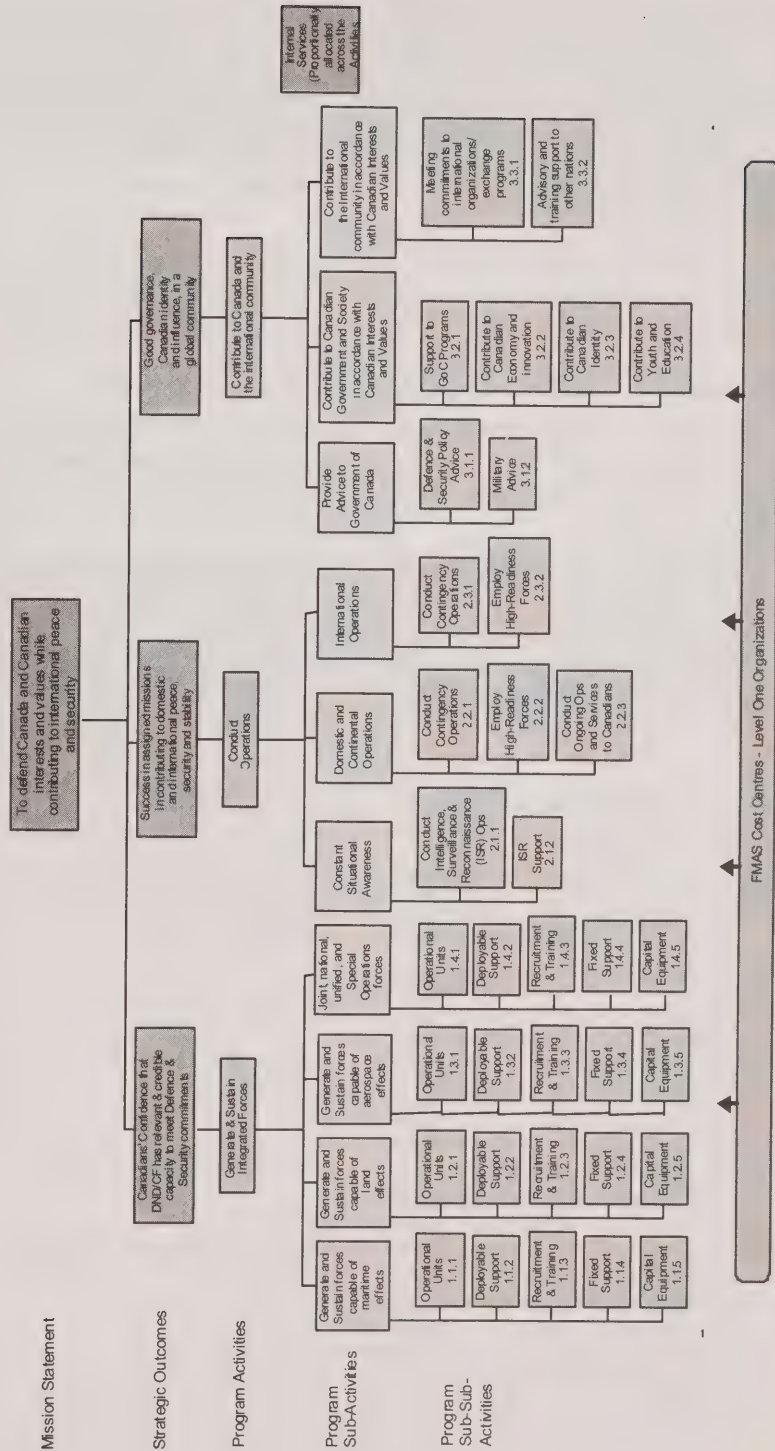 Mission Statement
To defend Canada and Canadian
interests and values while
contributing to international peace
and security
Strategic Outcomes
Canadians' Confidence that
DND/CF has relevant & credible
capacity to meet Defence &
Security commitments
Success in assigned missions
in contributing to domestic
and international peace,
security and stability
Good governance,
Canadian identity
and influence, in a
global community
Internal
Services
(Proportionally
allocated
across the
Activities
Program Activities
Generate & Sustain
Integrated Forces
Conduct
Operations
Contribute to Canada and
the international community
Program
Sub-Activities
Generate and
Sustain forces
capable of
maritime
effects
Generate and
Sustain forces
capable of
land
effects
Generate and
Sustain forces
capable of
aerospace
effects
Joint, national,
unified, and
Special
Operations
forces
Constant
Situational
Awareness
Domestic and
Continental
Operations
International
Operations
Provide
Advice to
Government of
Canada
Contribute to Canadian
Government and Society
in accordance with
Canadian Interests
and Values
Contribute to
the International
community in accordance
with Canadian Interests
and Values
Program
Sub-Sub-
Activities
Operational
Units
1.1.1
Deployable
Support
1.1.2
Recruitment
& Training
1.1.3
Fixed
Support
1.1.4
Capital
Equipment
1.1.5
Operational
Units
1.2.1
Deployable
Support
1.2.2
Recruitment
& Training
1.2.3
Fixed
Support
1.2.4
Capital
Equipment
1.2.5
Operational
Units
1.3.1
Deployable
Support
1.3.2
Recruitment
& Training
1.3.3
Fixed
Support
1.3.4
Capital
Equipment
1.3.5
Operational
Units
1.4.1
Deployable
Support
1.4.2
Recruitment
& Training
1.4.3
Fixed
Support
1.4.4
Capital
Equipment
1.4.5
Conduct
Intelligence,
Surveillance &
Reconnaissance
(ISR) Ops
2.1.1
ISR
Support
2.1.2
Conduct
Contingency
Operations
2.2.1
Employ
High-Readiness
Forces
2.2.2
Conduct
Ongoing Ops
and Services
to Canadians
2.2.3
Conduct
Contingency
Operations
2.3.1
Employ
High-Readiness
Forces
2.3.2
Defence &
Security Policy
Advice
3.1.1
Military
Advice
3.1.2
Support to
GoC Programs
3.2.1
Contribute to
Canadian
Economy and
innovation
3.2.2
Contribute to
Canadian
Identity
3.2.3
Contribute to
Youth and
Education
3.2.4
Meeting
commitments to
international
organizations/
exchange
programs
3.3.1
Advisory and
training support to
other nations
3.3.2
FMAS Cost Centres - Level One Organizations